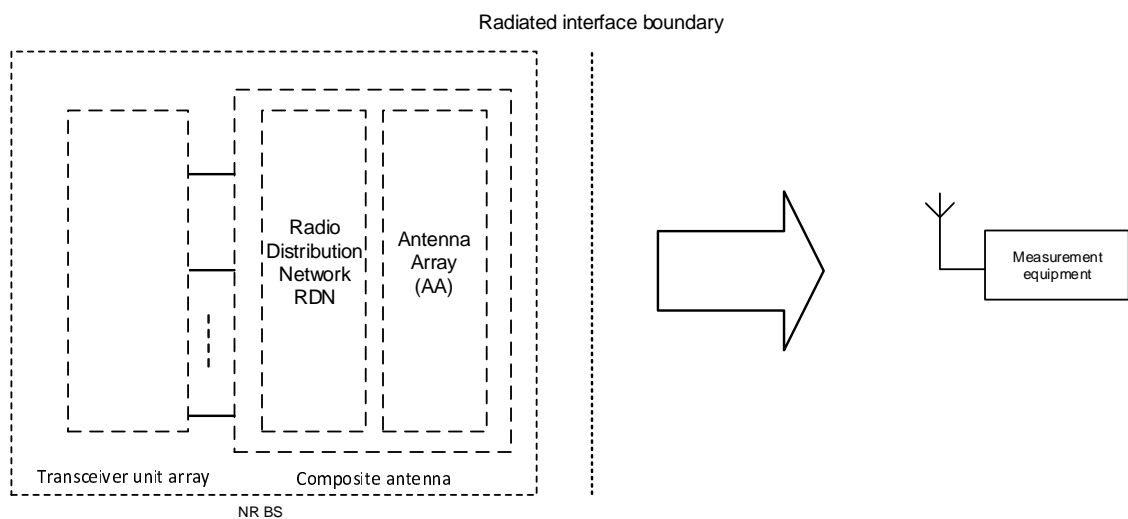 Radiated interface boundary
Radio
Distribution
Network
RDN
Antenna
Array
(AA)
Measurement
equipment
Transceiver unit array
Composite antenna
NR BS